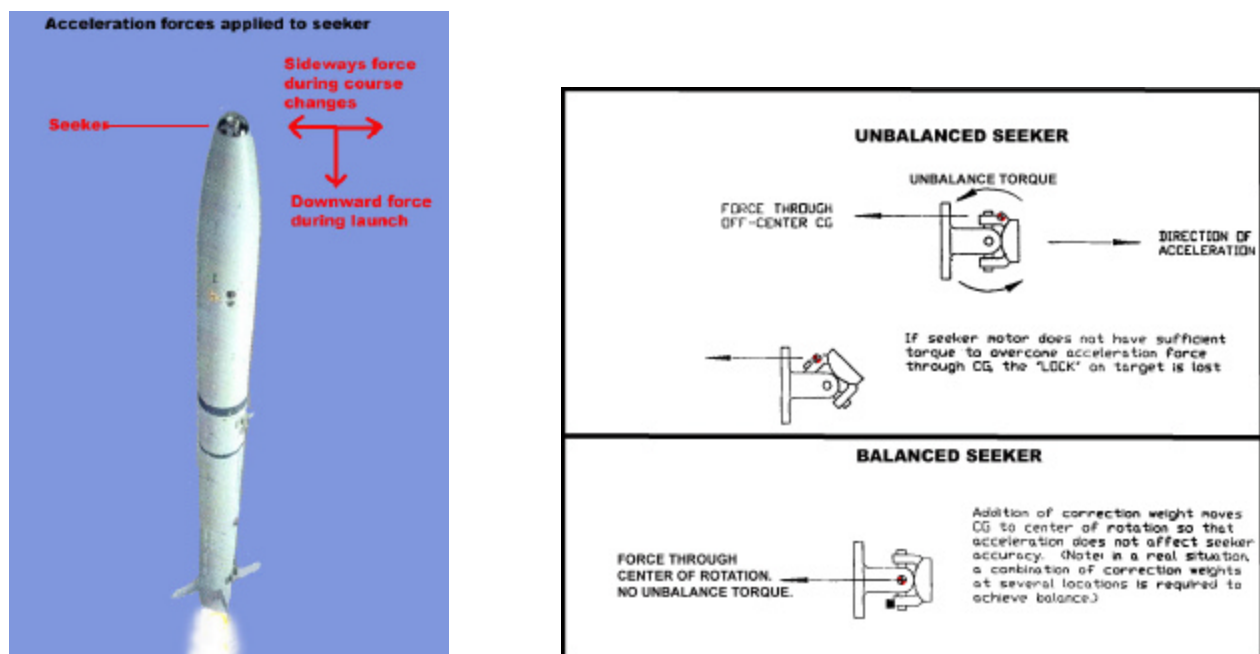 Acceleration forces applied to seeker
Sideways force
during course
changes
Seeker
Downward force
during launch
UNBALANCED SEEKER
UNBALANCE TORQUE
FORCE THROUGH
OFF-CENTER CG
DIRECTION OF
ACCELERATION
If seeker motor does not have sufficient
torque to overcome acceleration force
through CG, the "LOCK" on target is lost
BALANCED SEEKER
Addition of correction weight moves
CG to center of rotation so that
acceleration does not affect seeker
accuracy. (Note: in a real situation,
a combination of correction weights
at several locations is required to
achieve balance.)
FORCE THROUGH
CENTER OF ROTATION.
NO UNBALANCE TORQUE.